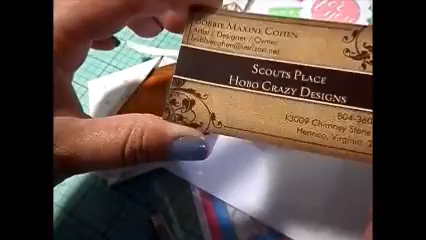 Bobbie Maxine Cohen
Artist / Designer / Owner
bobbiecohen@verizon.net
Scouts Place
Hobo Crazy Designs
804-360
13009 Chimney Stone
Henrico, Virginia 2